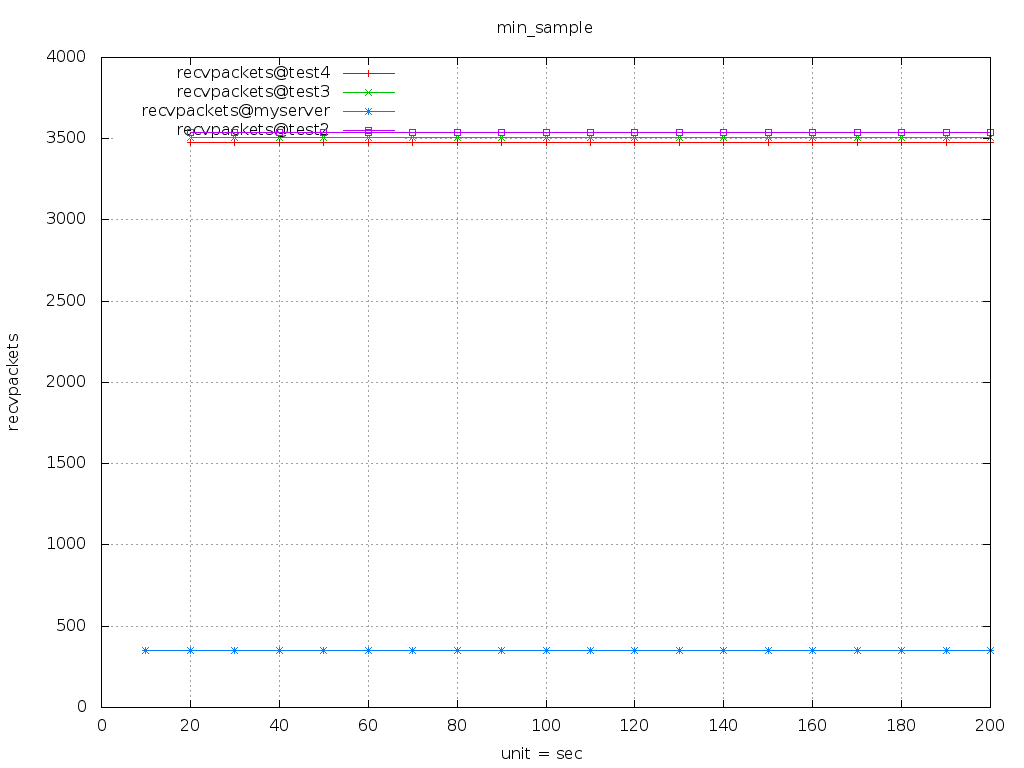 min_sample
4000
3500
3000
2500
2000
1500
1000
500
0
recvpackets
recvpackets@test4
recvpackets@test3
recvpackets@myserver
recvpackets@test2
0 20 40 60 80 100 120 140 160 180 200
unit = sec